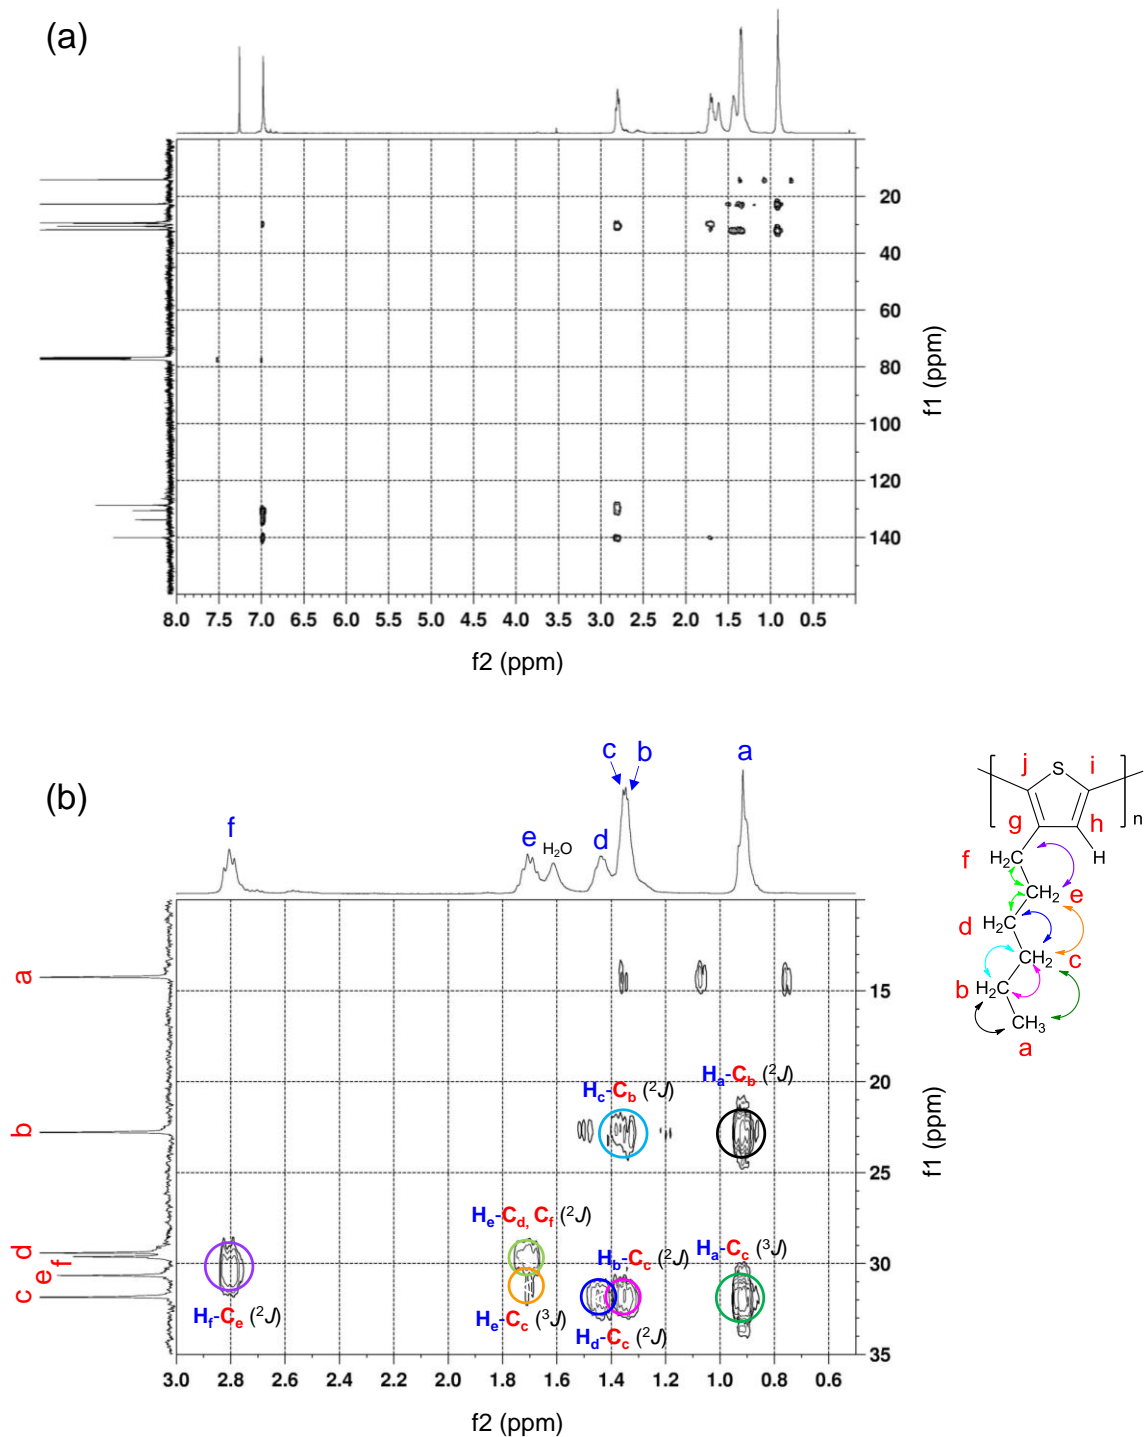 (a)
20
40
60
80
100
120
140
f1 (ppm)
8.0 7.5 7.0 6.5 6.0 5.5 5.0 4.5 4.0 3.5 3.0 2.5 2.0 1.5 1.0 0.5
f2 (ppm)
(b)
f
e
H₂O
d
c
b
a
a
b
d
f
e
c
15
20
25
30
35
f1 (ppm)
Hc-Cb (²J)
Ha-Cb (²J)
He-Cd, Cf (²J)
Hb-Cc (²J)
Ha-Cc (³J)
Hf-Ce (²J)
He-Cc (³J)
Hd-Cc (²J)
3.0 2.8 2.6 2.4 2.2 2.0 1.8 1.6 1.4 1.2 1.0 0.8 0.6
f2 (ppm)
j S i
n
g h
f H₂C H
CH₂ e
d H₂C
CH₂ c
b H₂C
CH₃
a